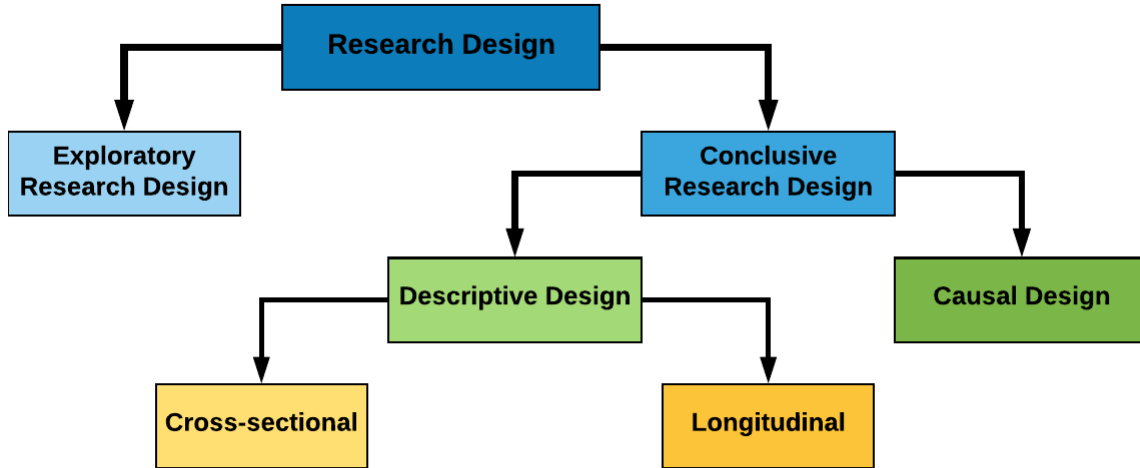 Research Design
Exploratory
Research Design
Conclusive
Research Design
Descriptive Design
Causal Design
Cross-sectional
Longitudinal